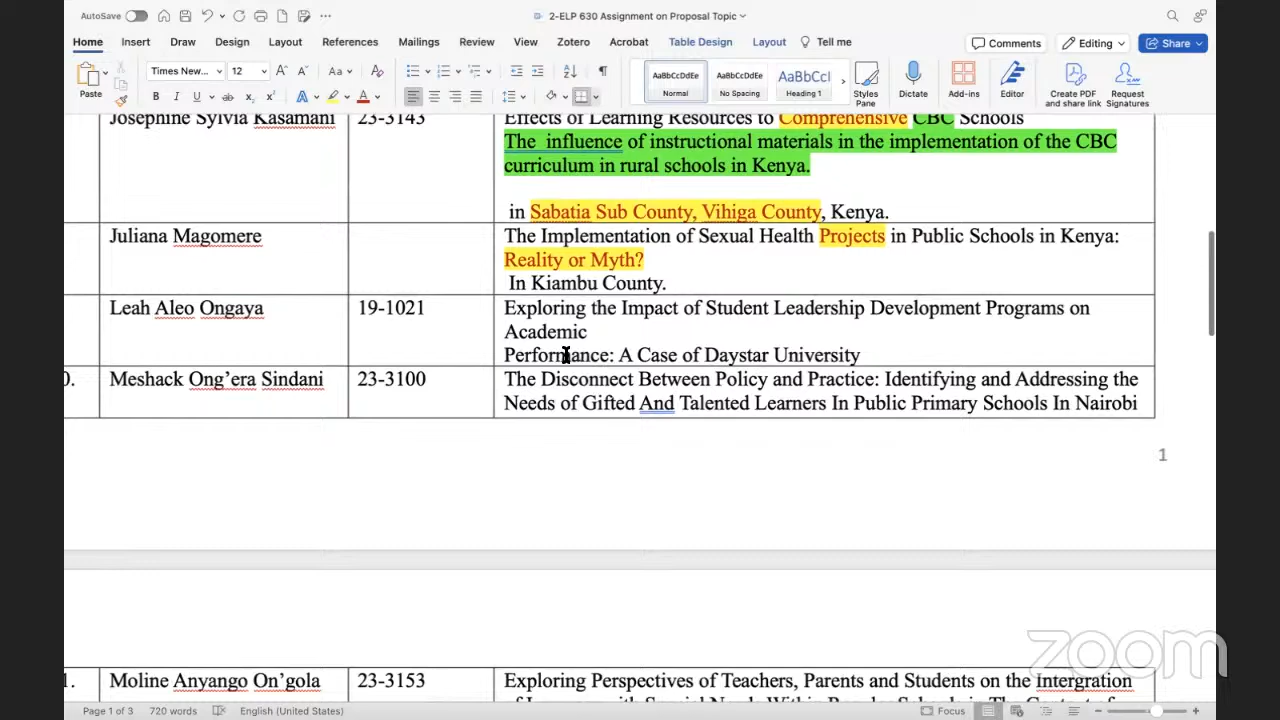 AutoSave
2-ELP 630 Assignment on Proposal Topic
Home Insert Draw Design Layout References Mailings Review View Zotero Acrobat Table Design Layout Tell me
Comments Editing Share
Times New... 12
Paste
AaBbCcDdEe Normal
AaBbCcDdEe No Spacing
AaBbCcI Heading 1
Styles Pane
Dictate
Add-ins
Editor
Create PDF and share link
Request Signatures
Josephine Sylvia Kasamani 23-3143 Effects of Learning Resources to Comprehensive CBC Schools
The influence of instructional materials in the implementation of the CBC
curriculum in rural schools in Kenya.
in Sabatia Sub County, Vihiga County, Kenya.
Juliana Magomere The Implementation of Sexual Health Projects in Public Schools in Kenya:
Reality or Myth?
In Kiambu County.
Leah Aleo Ongaya 19-1021 Exploring the Impact of Student Leadership Development Programs on
Academic
Performance: A Case of Daystar University
0. Meshack Ong’era Sindani 23-3100 The Disconnect Between Policy and Practice: Identifying and Addressing the
Needs of Gifted And Talented Learners In Public Primary Schools In Nairobi
1
zoom
1. Moline Anyango On’gola 23-3153 Exploring Perspectives of Teachers, Parents and Students on the Intergration
Page 1 of 3 720 words English (United States) Focus